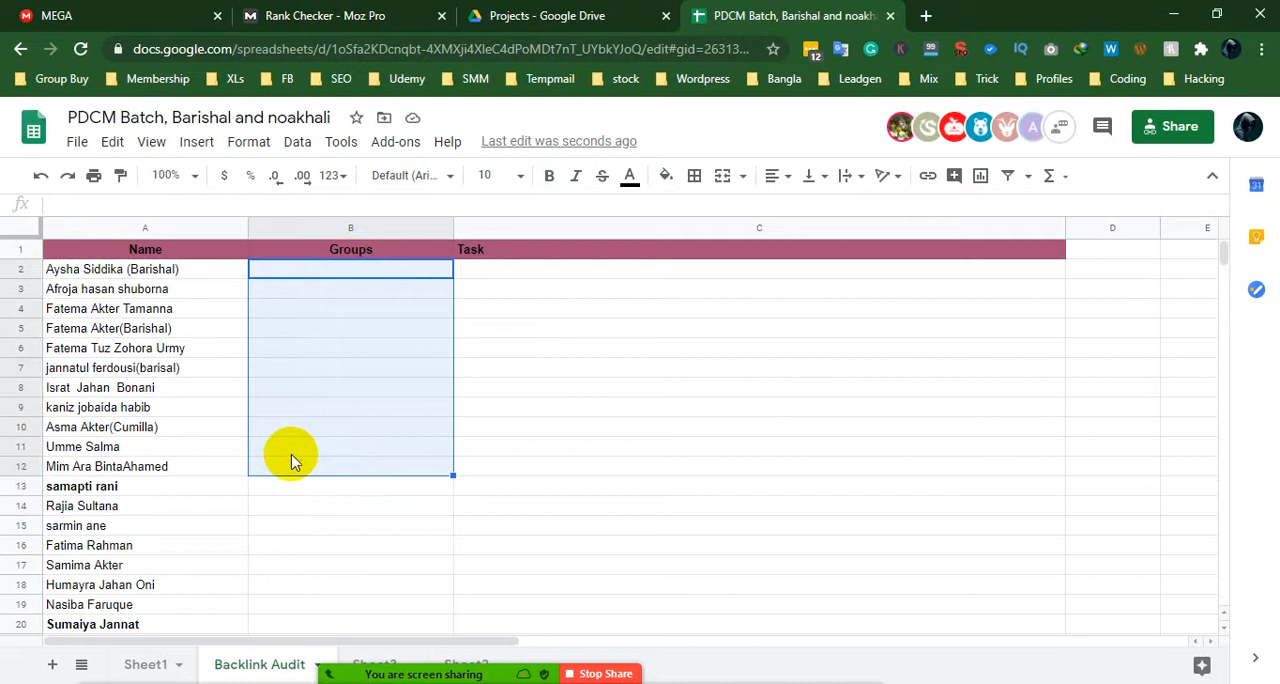 MEGA
Rank Checker - Moz Pro
Projects - Google Drive
PDCM Batch, Barishal and noakh
docs.google.com/spreadsheets/d/1oSfa2KDcnqbt-4XMXji4XleC4dPoMDt7nT_UYbkYJoQ/edit#gid=26313...
12
99
IQ
Group Buy
Membership
XLs
FB
SEO
Udemy
SMM
Tempmail
stock
Wordpress
Bangla
Leadgen
Mix
Trick
Profiles
Coding
Hacking
PDCM Batch, Barishal and noakhali
File Edit View Insert Format Data Tools Add-ons Help Last edit was seconds ago
A
Share
100% $ % .0 .00 123 Default (Ari... 10 B I S A
fx
31
A B C D E
1 Name Groups Task
2 Aysha Siddika (Barishal)
3 Afroja hasan shuborna
4 Fatema Akter Tamanna
5 Fatema Akter(Barishal)
6 Fatema Tuz Zohora Urmy
7 jannatul ferdousi(barisal)
8 Israt Jahan Bonani
9 kaniz jobaida habib
10 Asma Akter(Cumilla)
11 Umme Salma
12 Mim Ara BintaAhamed
13 samapti rani
14 Rajia Sultana
15 sarmin ane
16 Fatima Rahman
17 Samima Akter
18 Humayra Jahan Oni
19 Nasiba Faruque
20 Sumaiya Jannat
Sheet1 Backlink Audit
You are screen sharing Stop Share